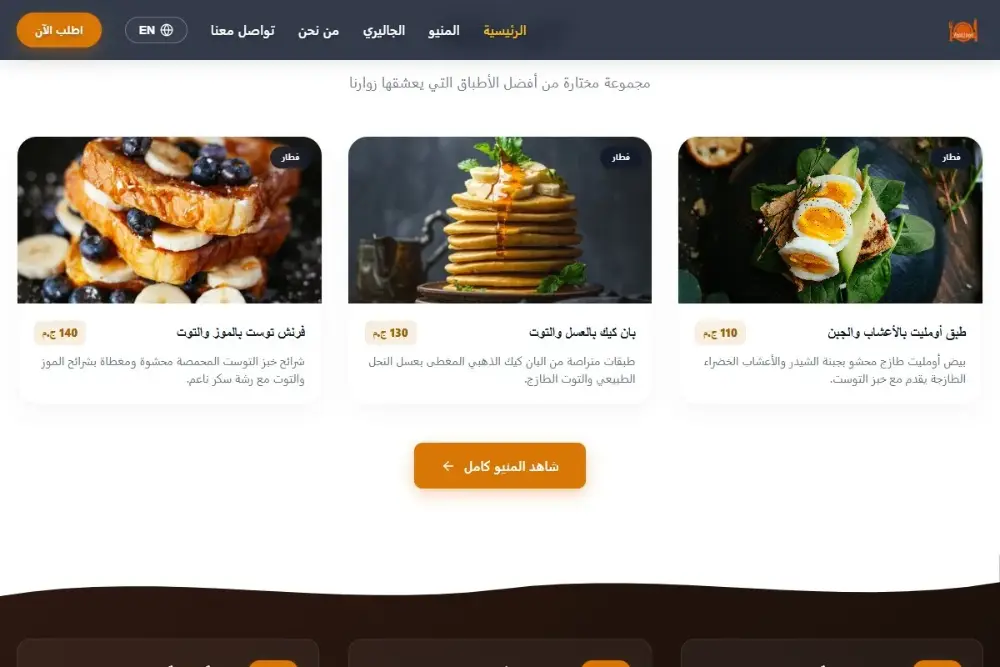 الرئيسية
المنيو
الجاليري
من نحن
تواصل معنا
EN
اطلب الآن
مجموعة مختارة من أفضل الأطباق التي يعشقها زوارنا
فطار
فطار
فطار
طبق أومليت بالأعشاب والجبن
110 ج.م
بيض أومليت طازج محشو بجبنة الشيدر والأعشاب الخضراء
الطازجة يقدم مع خبز التوست.
بان كيك بالعسل والتوت
130 ج.م
طبقات متراصة من البان كيك الذهبي المغطى بعسل النحل
الطبيعي والتوت الطازج.
فرنش توست بالموز والتوت
140 ج.م
شرائح خبز التوست المحمصة محشوة ومغطاة بشرائح الموز
والتوت مع رشة سكر ناعم.
شاهد المنيو كامل ←